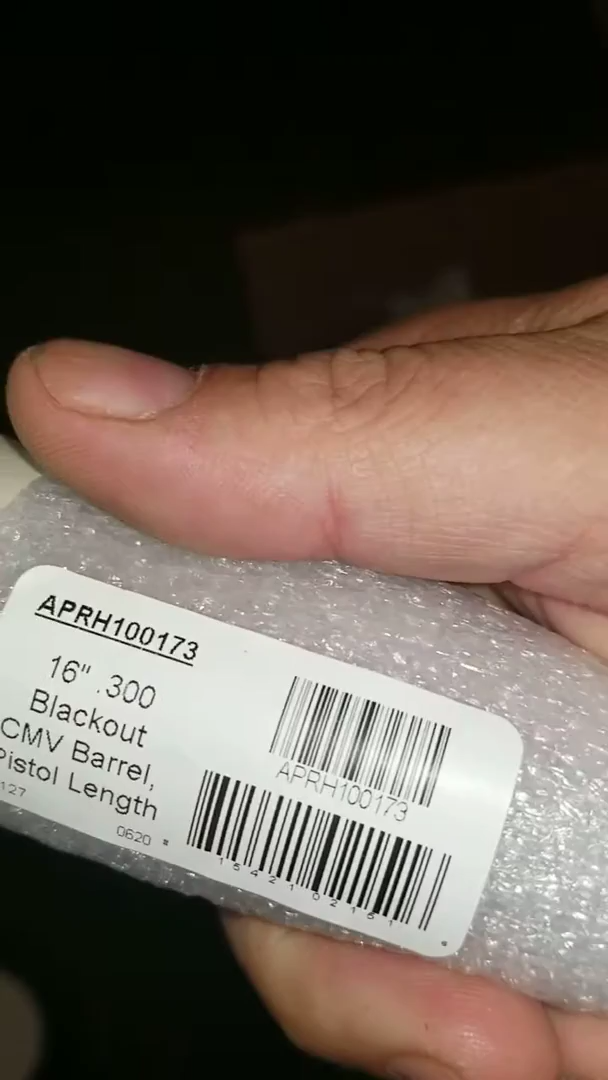 APRH100173
16" .300
Blackout
CMV Barrel,
Pistol Length
127
0620
APRH100173